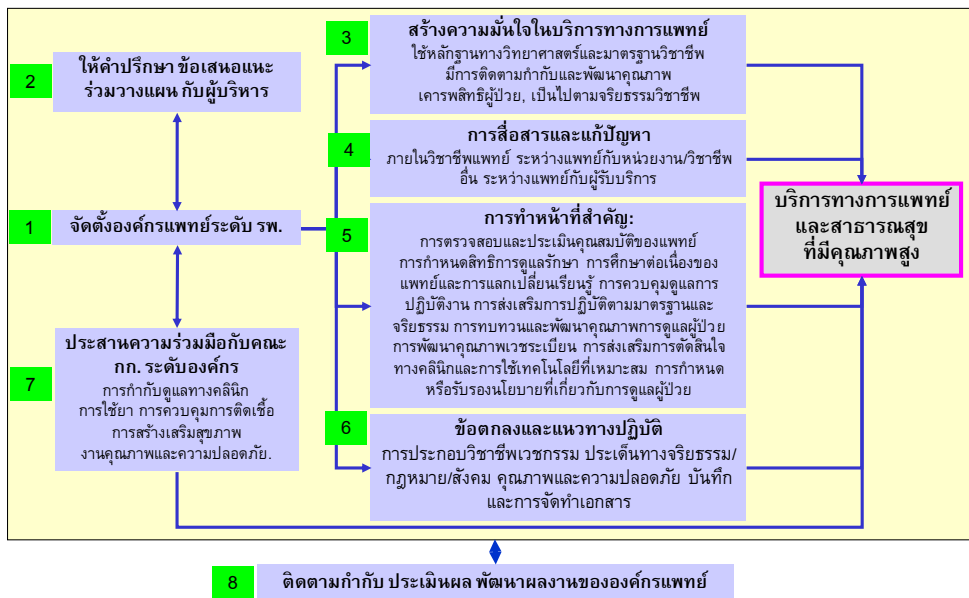 2
ให้คำปรึกษา ข้อเสนอแนะ
ร่วมวางแผน กับผู้บริหาร
1
จัดตั้งองค์กรแพทย์ระดับ รพ.
7
ประสานความร่วมมือกับคณะ
กก. ระดับองค์กร
การกำกับดูแลทางคลินิก
การใช้ยา การควบคุมการติดเชื้อ
การสร้างเสริมสุขภาพ
งานคุณภาพและความปลอดภัย.
3
สร้างความมั่นใจในบริการทางการแพทย์
ใช้หลักฐานทางวิทยาศาสตร์และมาตรฐานวิชาชีพ
มีการติดตามกำกับและพัฒนาคุณภาพ
เคารพสิทธิผู้ป่วย, เป็นไปตามจริยธรรมวิชาชีพ
4
การสื่อสารและแก้ปัญหา
ภายในวิชาชีพแพทย์ ระหว่างแพทย์กับหน่วยงาน/วิชาชีพ
อื่น ระหว่างแพทย์กับผู้รับบริการ
5
การทำหน้าที่สำคัญ:
การตรวจสอบและประเมินคุณสมบัติของแพทย์
การกำหนดสิทธิการดูแลรักษา การศึกษาต่อเนื่องของ
แพทย์และการแลกเปลี่ยนเรียนรู้ การควบคุมดูแลการ
ปฏิบัติงาน การส่งเสริมการปฏิบัติตามมาตรฐานและ
จริยธรรม การทบทวนและพัฒนาคุณภาพการดูแลผู้ป่วย
การพัฒนาคุณภาพเวชระเบียน การส่งเสริมการตัดสินใจ
ทางคลินิกและการใช้เทคโนโลยีที่เหมาะสม การกำหนด
หรือรับรองนโยบายที่เกี่ยวกับการดูแลผู้ป่วย
6
ข้อตกลงและแนวทางปฏิบัติ
การประกอบวิชาชีพเวชกรรม ประเด็นทางจริยธรรม/
กฎหมาย/สังคม คุณภาพและความปลอดภัย บันทึก
และการจัดทำเอกสาร
บริการทางการแพทย์
และสาธารณสุข
ที่มีคุณภาพสูง
8
ติดตามกำกับ ประเมินผล พัฒนาผลงานขององค์กรแพทย์